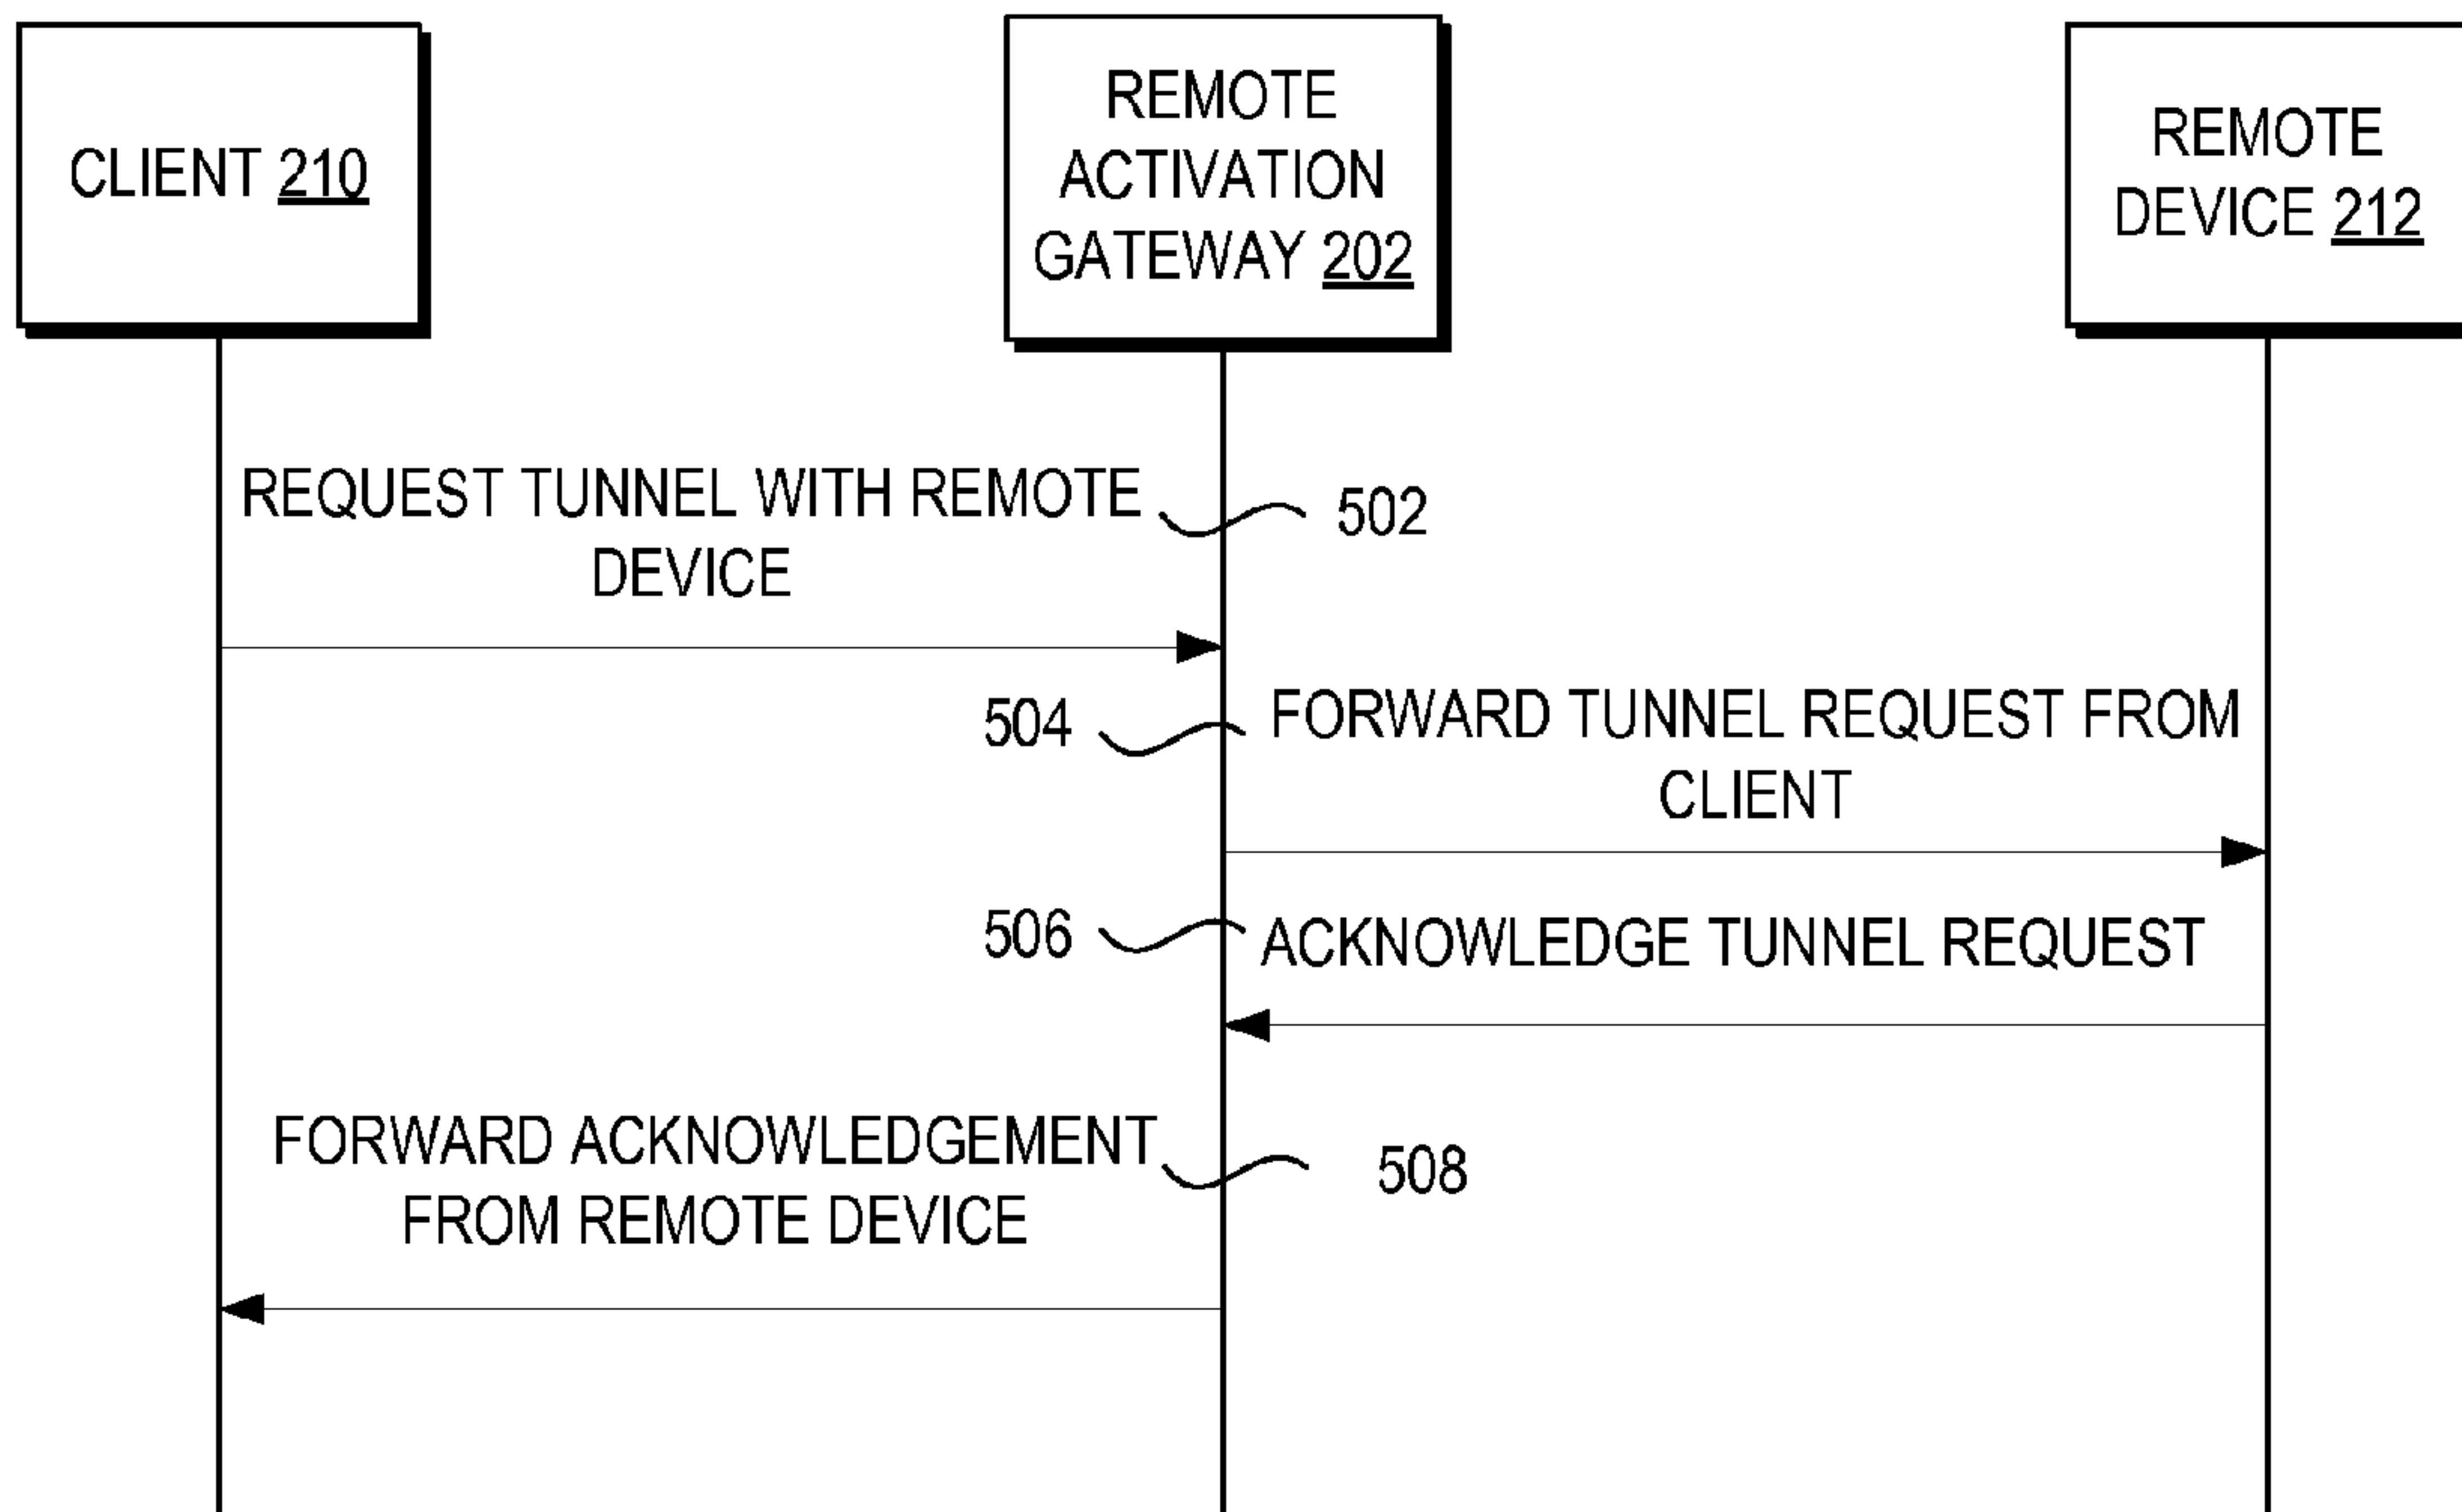 CLIENT 210
REMOTE
ACTIVATION
GATEWAY 202
REMOTE
DEVICE 212
REQUEST TUNNEL WITH REMOTE
DEVICE
502
504
FORWARD TUNNEL REQUEST FROM
CLIENT
506
ACKNOWLEDGE TUNNEL REQUEST
FORWARD ACKNOWLEDGEMENT
FROM REMOTE DEVICE
508